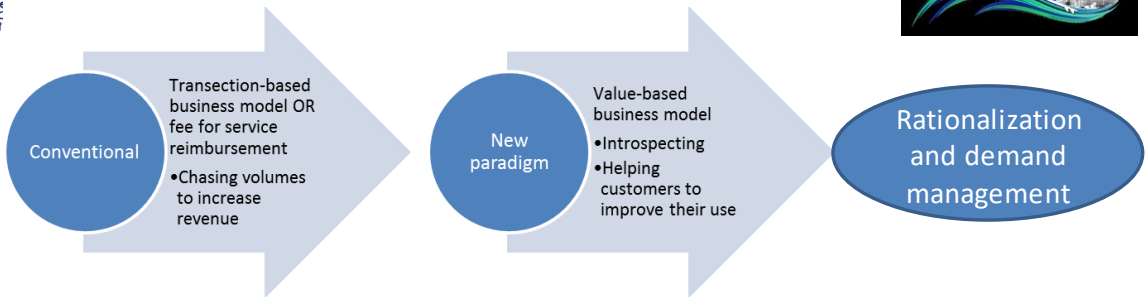 Conventional
Transection-based
business model OR
fee for service
reimbursement
•Chasing volumes
to increase
revenue
New
paradigm
Value-based
business model
•Introspecting
•Helping
customers to
improve their use
Rationalization
and demand
management